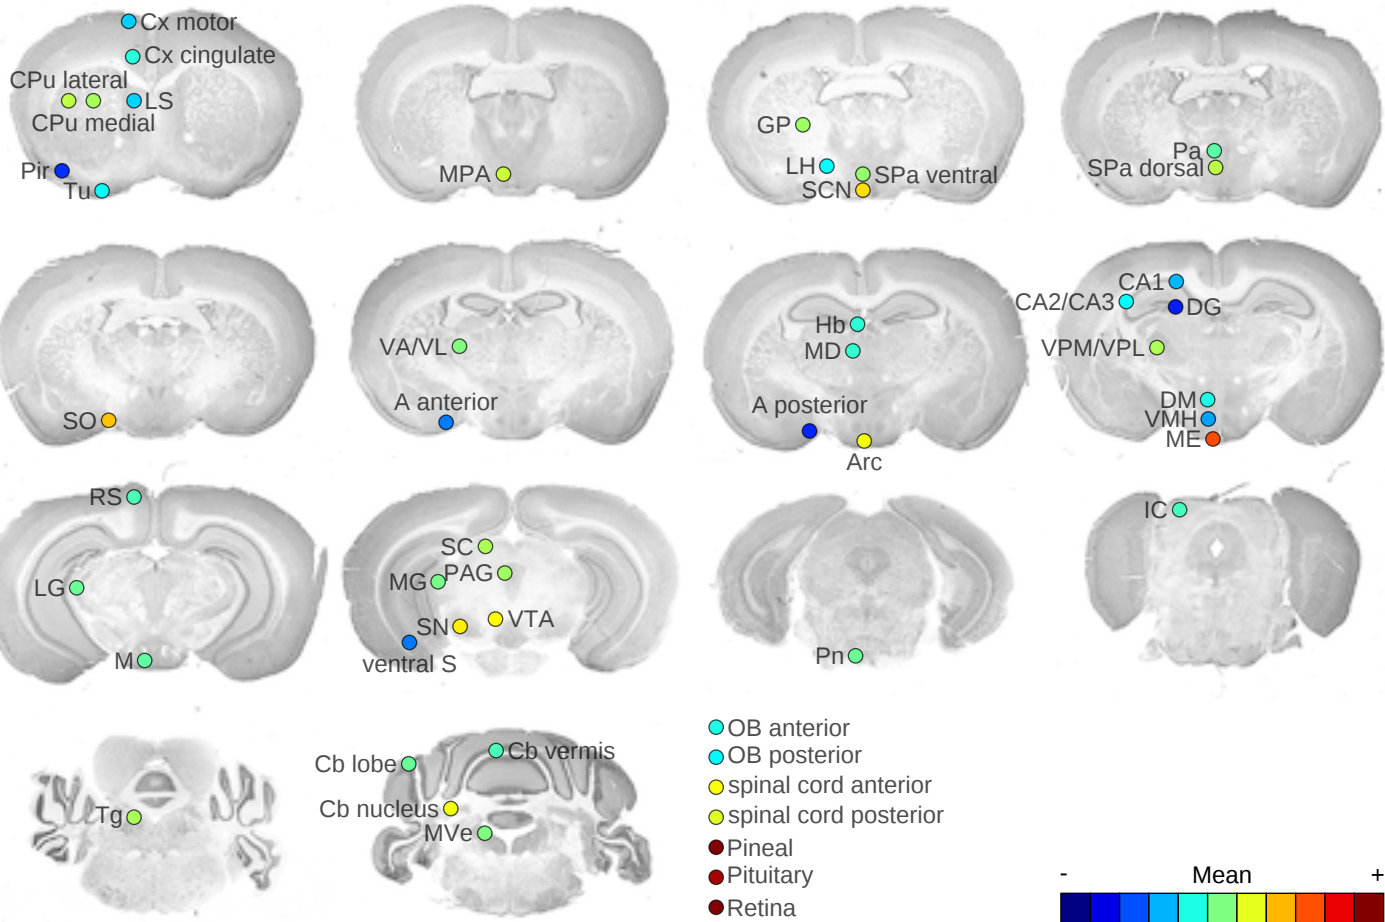 Cx motor
Cx cingulate
CPu lateral
LS
CPu medial
Pir
Tu
MPA
GP
LH
SPa ventral
SCN
Pa
SPa dorsal
SO
VA/VL
A anterior
Hb
MD
A posterior
Arc
CA1
CA2/CA3
DG
VPM/VPL
DM
VMH
ME
RS
LG
M
SC
MG
PAG
SN
VTA
ventral S
Pn
IC
Tg
Cb lobe
Cb vermis
Cb nucleus
MVe
OB anterior
OB posterior
spinal cord anterior
spinal cord posterior
Pineal
Pituitary
Retina
- Mean +